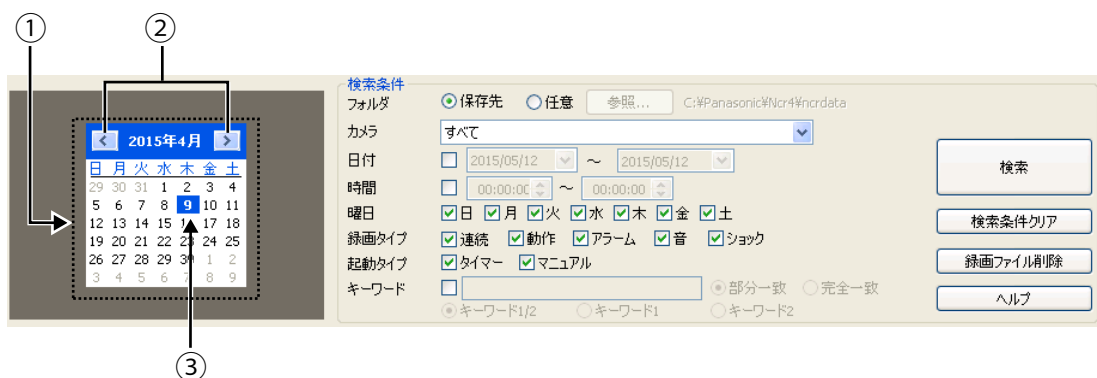 ① ②
検索条件
フォルダ 保存先 任意 参照... C:¥Panasonic¥Ncr4¥ncrdata
カメラ すべて
日付 2015/05/12 ～ 2015/05/12
時間 00:00:00 ～ 00:00:00
曜日 日 月 火 水 木 金 土
録画タイプ 連続 動作 アラーム 音 ショック
起動タイプ タイマー マニュアル
キーワード 部分一致 完全一致
キーワード1/2 キーワード1 キーワード2
検索
検索条件クリア
録画ファイル削除
ヘルプ
< 2015年4月 >
日 月 火 水 木 金 土
29 30 31 1 2 3 4
5 6 7 8 9 10 11
12 13 14 15 17 18
19 20 21 22 23 24 25
26 27 28 29 30 1 2
3 4 5 6 7 8 9
③